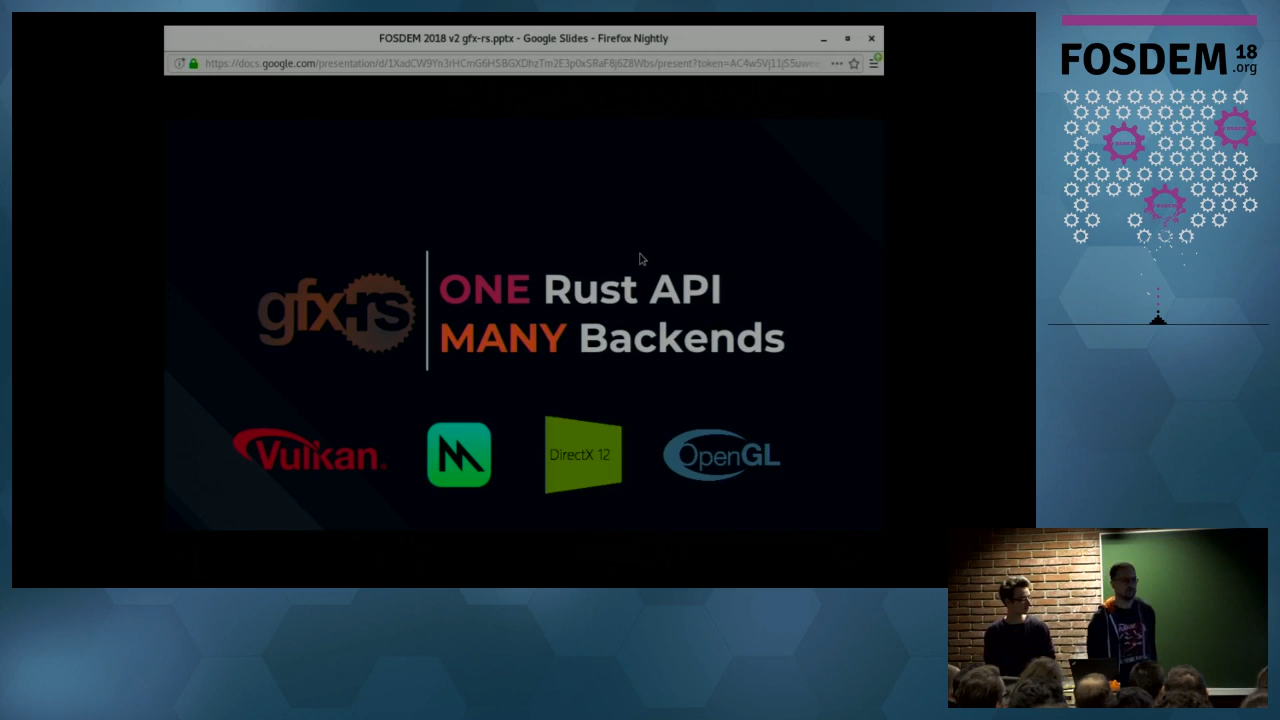 FOSDEM 2018 v2 gfx-rs.pptx - Google Slides - Firefox Nightly
gfx-rs
ONE Rust API
MANY Backends
Vulkan.
DirectX 12
OpenGL
FOSDEM 18
.org